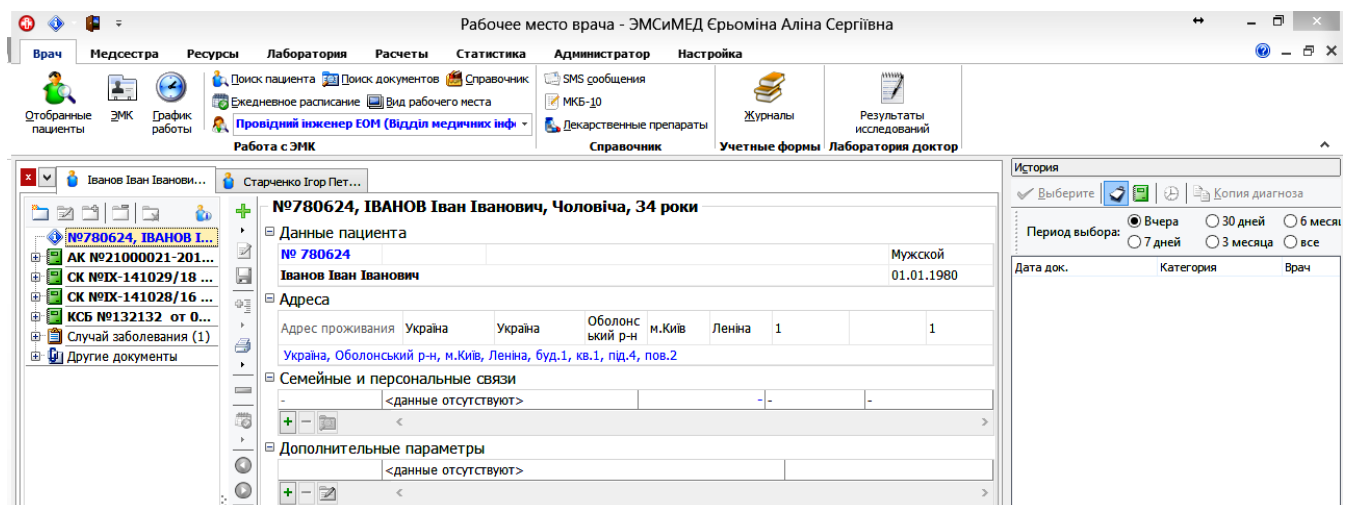 Рабочее место врача - ЭМСиМЕД Єрьоміна Аліна Сергіївна
Врач Медсестра Ресурсы Лаборатория Расчеты Статистика Администратор Настройка
Отобранные пациенты
ЭМК
График работы
Поиск пациента Поиск документов Справочник
Ежедневное расписание Вид рабочего места
Провідний інженер ЕОМ (Відділ медичних інф
Работа с ЭМК
SMS сообщения
МКБ-10
Лекарственные препараты
Справочник
Журналы
Учетные формы
Результаты исследований
Лаборатория доктор
Іванов Іван Іванови... Старченко Ігор Пет...
№780624, ІВАНОВ І...
АК №21000021-201...
СК №IX-141029/18 ...
СК №IX-141028/16 ...
КСБ №132132 от 0...
Случай заболевания (1)
Другие документы
№780624, ІВАНОВ Іван Іванович, Чоловіча, 34 роки
Данные пациента
№ 780624 Мужской
Іванов Іван Іванович 01.01.1980
Адреса
Адрес проживания Україна Україна Оболонс ький р-н м.Київ Леніна 1 1
Україна, Оболонський р-н, м.Київ, Леніна, буд.1, кв.1, під.4, пов.2
Семейные и персональные связи
- <данные отсутствуют> - - -
Дополнительные параметры
<данные отсутствуют>
История
Выберите Копия диагноза
Период выбора: Вчера 30 дней 6 меся
7 дней 3 месяца все
Дата док. Категория Врач